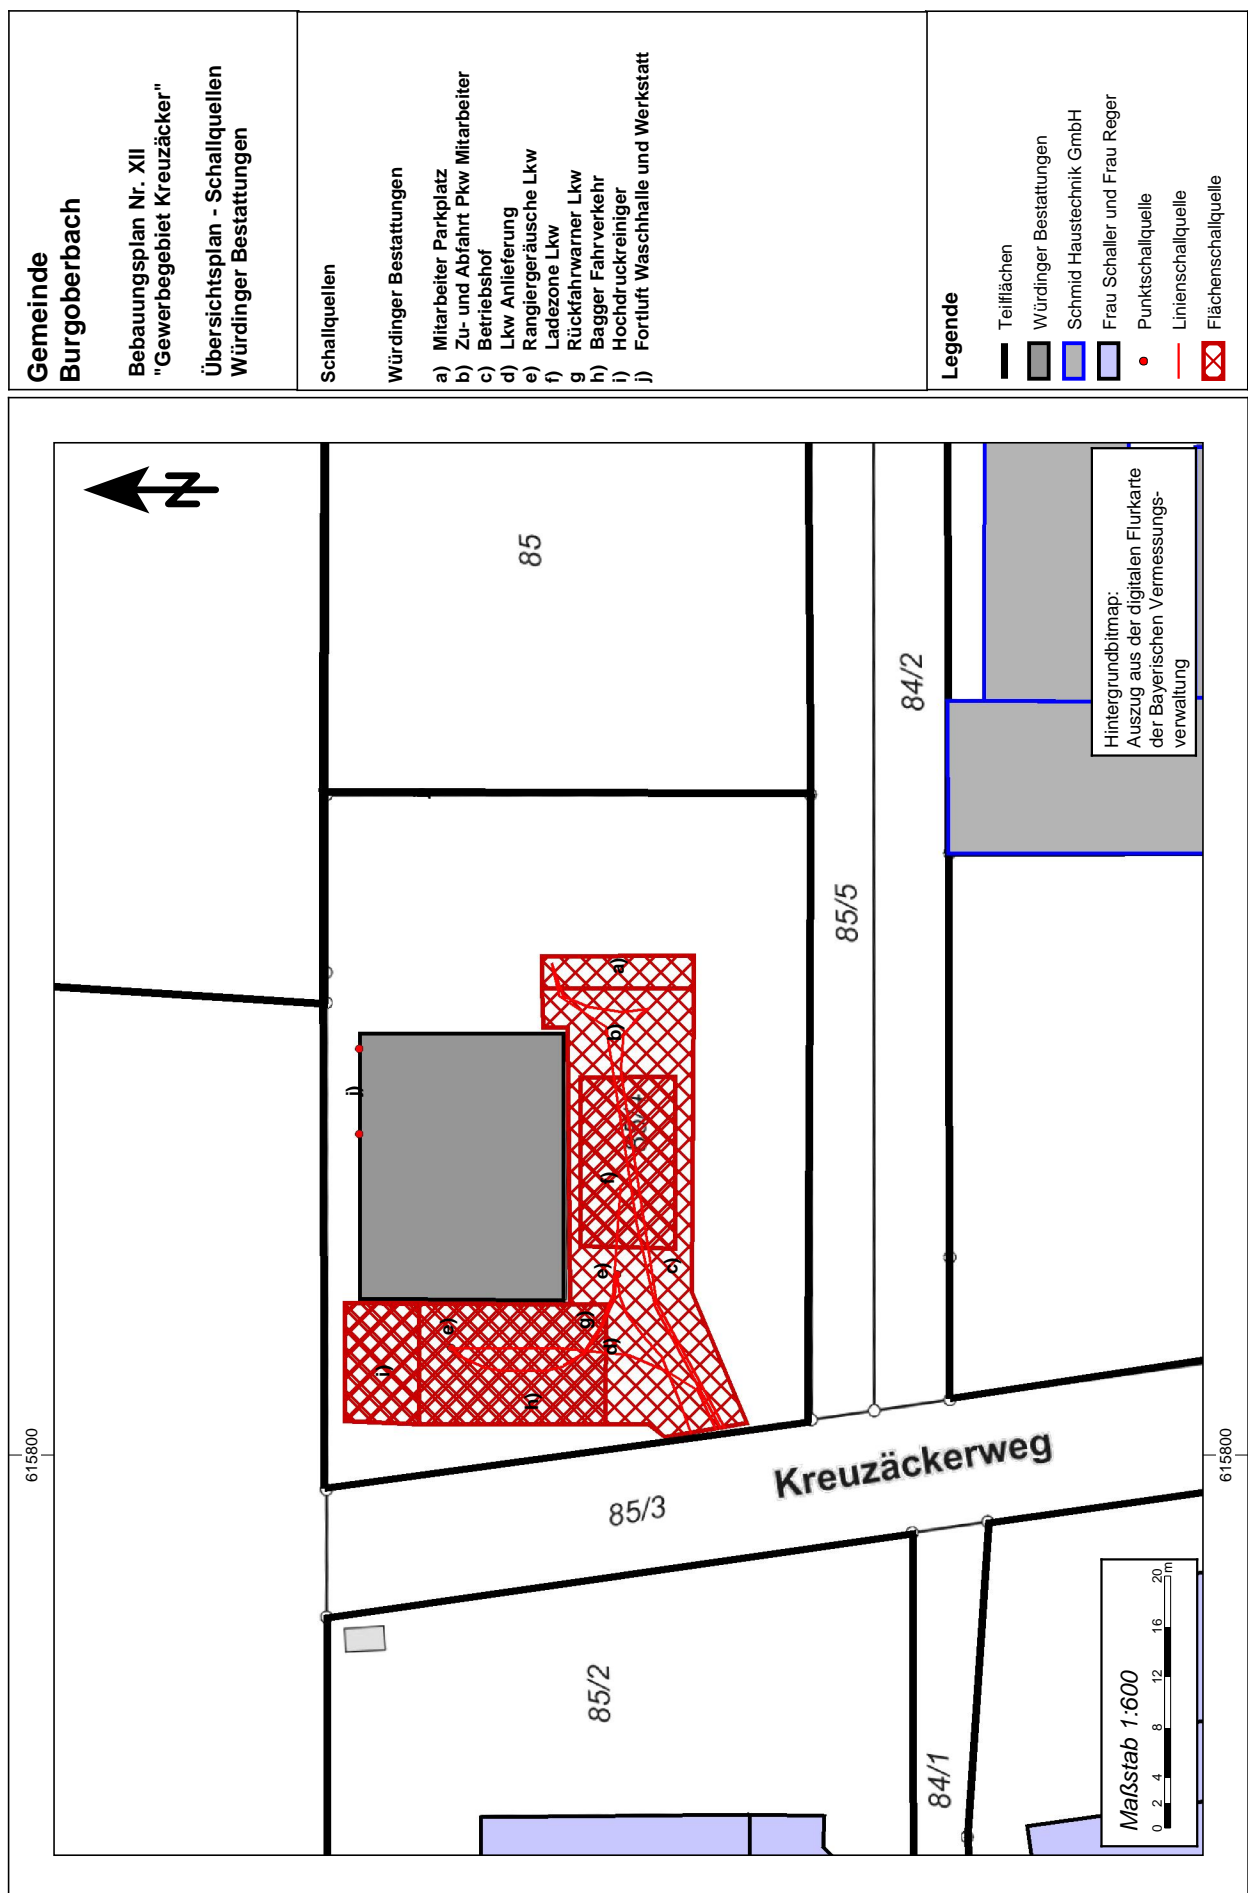 Gemeinde
Burgoberbach
Bebauungsplan Nr. XII
"Gewerbegebiet Kreuzäcker"
Übersichtsplan - Schallquellen
Würdinger Bestattungen
Schallquellen
Würdinger Bestattungen
a) Mitarbeiter Parkplatz
b) Zu- und Abfahrt Pkw Mitarbeiter
c) Betriebshof
d) Lkw Anlieferung
e) Rangiergeräusche Lkw
f) Ladezone Lkw
g Rückfahrwarner Lkw
h) Bagger Fahrverkehr
i) Hochdruckreiniger
j) Fortluft Waschhalle und Werkstatt
Legende
Teilflächen
Würdinger Bestattungen
Schmid Haustechnik GmbH
Frau Schaller und Frau Reger
Punktschallquelle
Linienschallquelle
Flächenschallquelle
615800
N
85
j)
i)
e)
h)
g)
d)
e)
f)
c)
b)
a)
85/5
84/2
85/3
Kreuzäckerweg
85/2
84/1
Hintergrundbitmap:
Auszug aus der digitalen Flurkarte
der Bayerischen Vermessungs-
verwaltung
Maßstab 1:600
0 2 4 8 12 16 20
m
615800